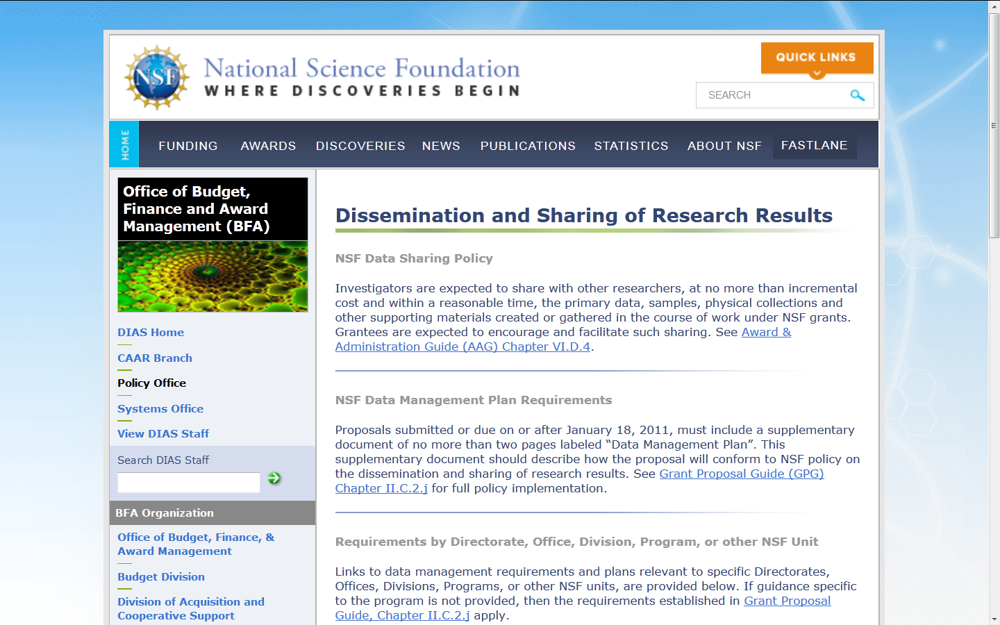 NSF
National Science Foundation
WHERE DISCOVERIES BEGIN
QUICK LINKS
SEARCH
HOME
FUNDING AWARDS DISCOVERIES NEWS PUBLICATIONS STATISTICS ABOUT NSF FASTLANE
Office of Budget,
Finance and Award
Management (BFA)
DIAS Home
CAAR Branch
Policy Office
Systems Office
View DIAS Staff
Search DIAS Staff
BFA Organization
Office of Budget, Finance, &
Award Management
Budget Division
Division of Acquisition and
Cooperative Support
Dissemination and Sharing of Research Results
NSF Data Sharing Policy
Investigators are expected to share with other researchers, at no more than incremental
cost and within a reasonable time, the primary data, samples, physical collections and
other supporting materials created or gathered in the course of work under NSF grants.
Grantees are expected to encourage and facilitate such sharing. See Award &
Administration Guide (AAG) Chapter VI.D.4.
NSF Data Management Plan Requirements
Proposals submitted or due on or after January 18, 2011, must include a supplementary
document of no more than two pages labeled “Data Management Plan”. This
supplementary document should describe how the proposal will conform to NSF policy on
the dissemination and sharing of research results. See Grant Proposal Guide (GPG)
Chapter II.C.2.j for full policy implementation.
Requirements by Directorate, Office, Division, Program, or other NSF Unit
Links to data management requirements and plans relevant to specific Directorates,
Offices, Divisions, Programs, or other NSF units, are provided below. If guidance specific
to the program is not provided, then the requirements established in Grant Proposal
Guide, Chapter II.C.2.j apply.